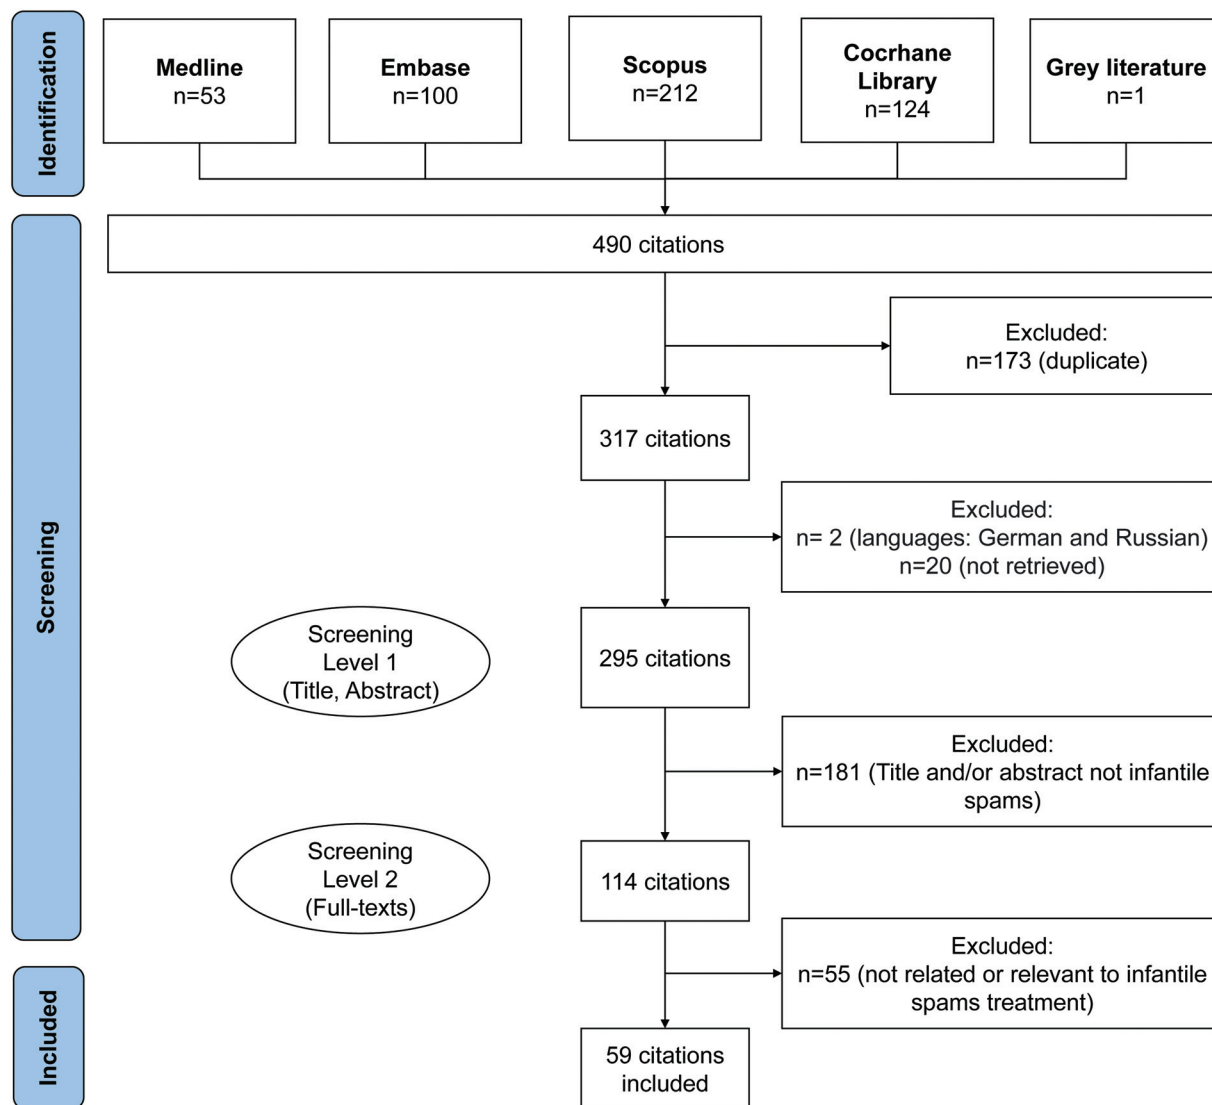 Identification
Medline
n=53
Embase
n=100
Scopus
n=212
Cocrhane
Library
n=124
Grey literature
n=1
Screening
490 citations
Excluded:
n=173 (duplicate)
317 citations
Excluded:
n= 2 (languages: German and Russian)
n=20 (not retrieved)
Screening
Level 1
(Title, Abstract)
295 citations
Excluded:
n=181 (Title and/or abstract not infantile
spams)
Screening
Level 2
(Full-texts)
114 citations
Excluded:
n=55 (not related or relevant to infantile
spams treatment)
Included
59 citations
included